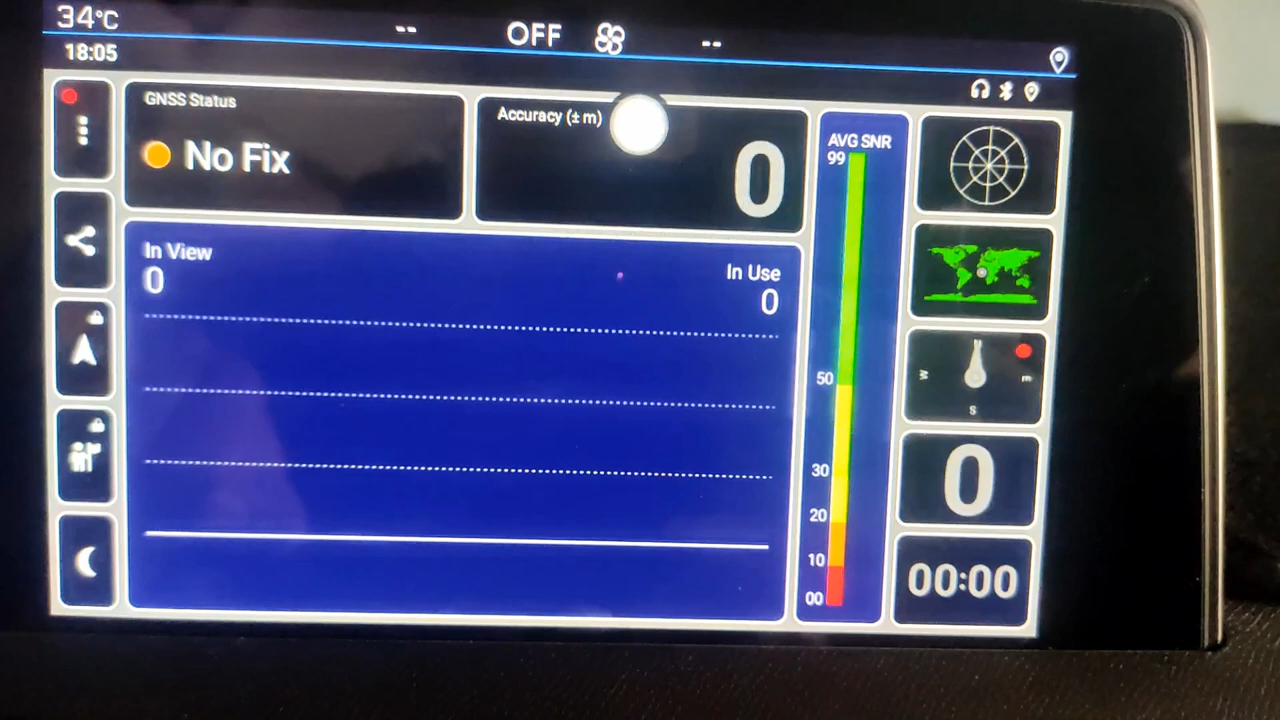 34°C
-- OFF --
18:05
GNSS Status
No Fix
Accuracy (± m)
0
In View
0
In Use
0
AVG SNR
99
50
30
20
10
00
W
E
S
0
00:00